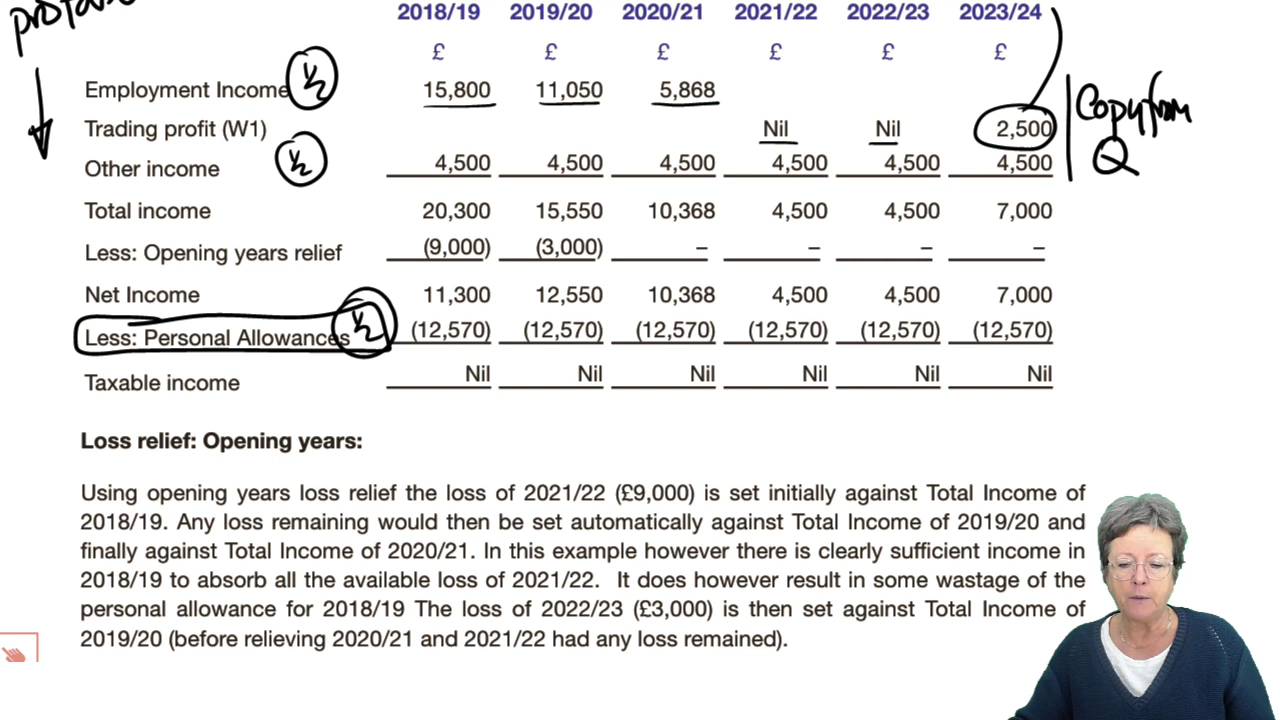 2018/19 2019/20 2020/21 2021/22 2022/23 2023/24
£ £ £ £ £ £
Employment Income ½ 15,800 11,050 5,868
Trading profit (W1) Nil Nil 2,500
Other income ½ 4,500 4,500 4,500 4,500 4,500 4,500
Copy from
Q
Total income 20,300 15,550 10,368 4,500 4,500 7,000
Less: Opening years relief (9,000) (3,000) – – – –
Net Income 11,300 12,550 10,368 4,500 4,500 7,000
Less: Personal Allowances ½ (12,570) (12,570) (12,570) (12,570) (12,570) (12,570)
Taxable income Nil Nil Nil Nil Nil Nil
Loss relief: Opening years:
Using opening years loss relief the loss of 2021/22 (£9,000) is set initially against Total Income of
2018/19. Any loss remaining would then be set automatically against Total Income of 2019/20 and
finally against Total Income of 2020/21. In this example however there is clearly sufficient income in
2018/19 to absorb all the available loss of 2021/22. It does however result in some wastage of the
personal allowance for 2018/19 The loss of 2022/23 (£3,000) is then set against Total Income of
2019/20 (before relieving 2020/21 and 2021/22 had any loss remained).